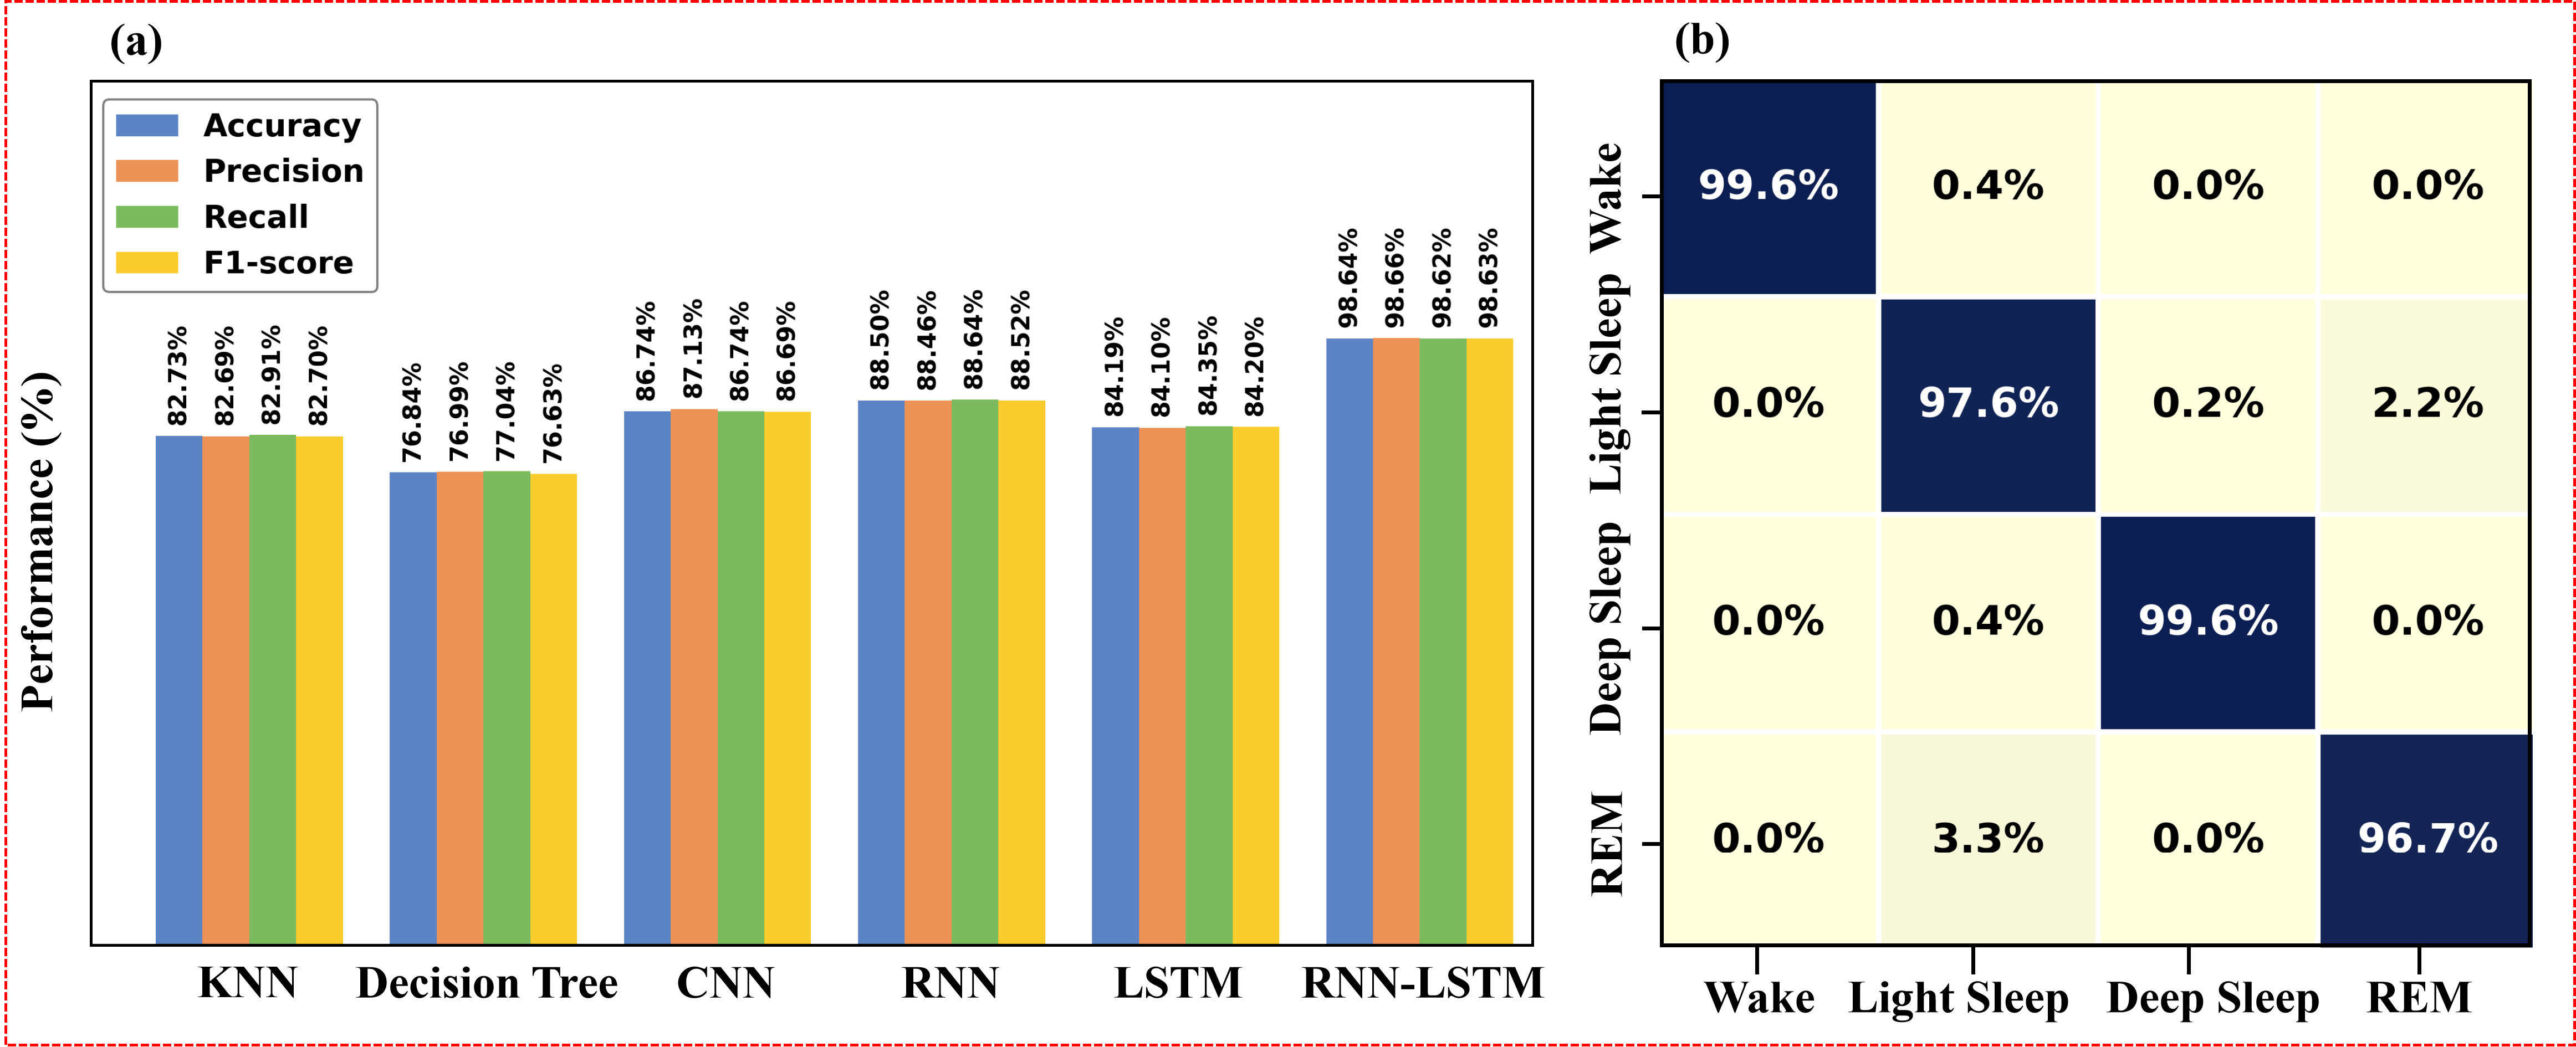 (a)
Performance (%)
Accuracy
Precision
Recall
F1-score
82.73%
82.69%
82.91%
82.70%
76.84%
76.99%
77.04%
76.63%
86.74%
87.13%
86.74%
86.69%
88.50%
88.46%
88.64%
88.52%
84.19%
84.10%
84.35%
84.20%
98.64%
98.66%
98.62%
98.63%
KNN
Decision Tree
CNN
RNN
LSTM
RNN-LSTM
(b)
Wake
99.6% 0.4% 0.0% 0.0%
Light Sleep
0.0% 97.6% 0.2% 2.2%
Deep Sleep
0.0% 0.4% 99.6% 0.0%
REM
0.0% 3.3% 0.0% 96.7%
Wake
Light Sleep
Deep Sleep
REM